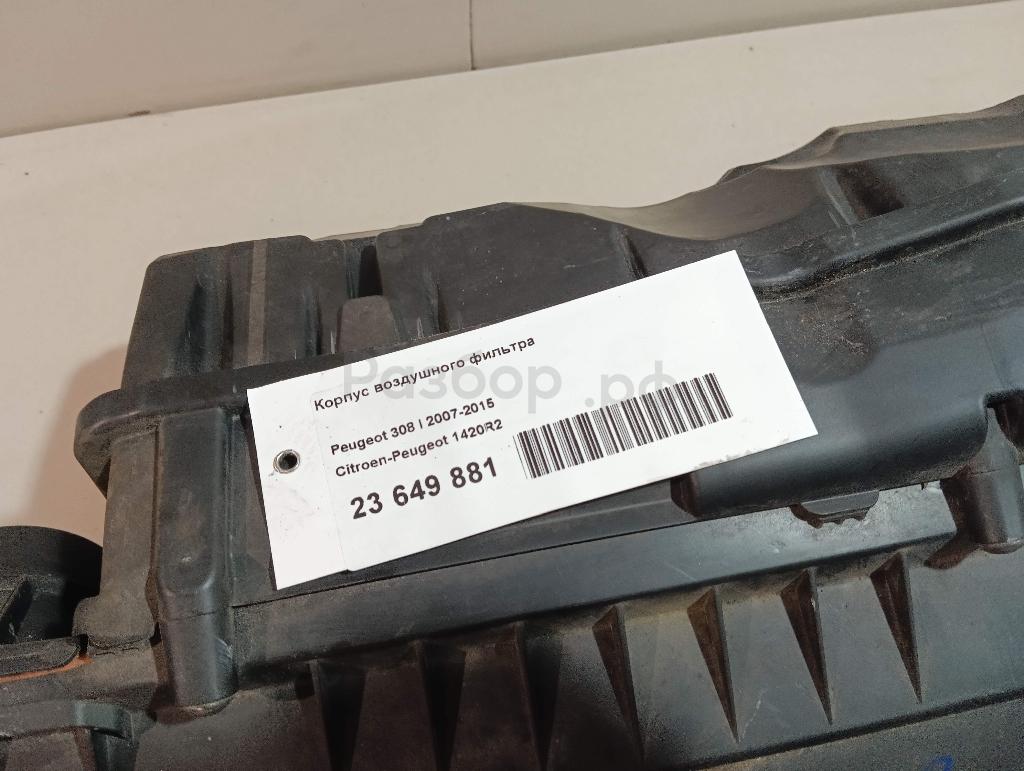 Корпус воздушного фильтра
Peugeot 308 I 2007-2015
Citroen-Peugeot 1420R2
23 649 881
Разбор.рф